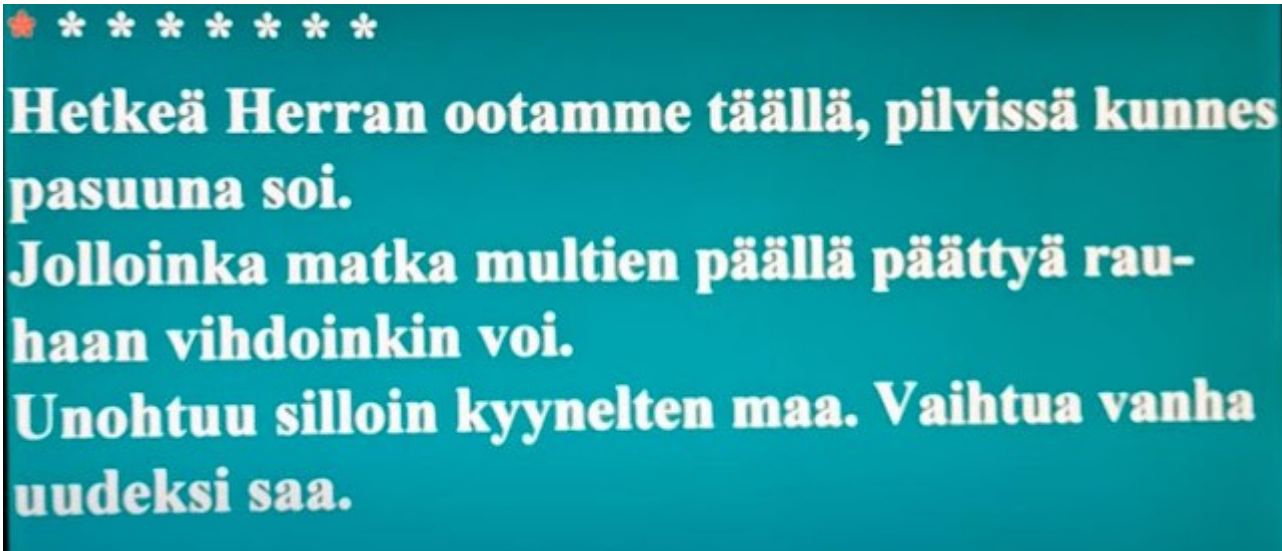 * * * * * * * *
Hetkeä Herran ootamme täällä, pilvissä kunnes
pasuuna soi.
Jolloinka matka multien päällä päättyä rau-
haan vihdoinkin voi.
Unohtuu silloin kyynelten maa. Vaihtua vanha
uudeksi saa.